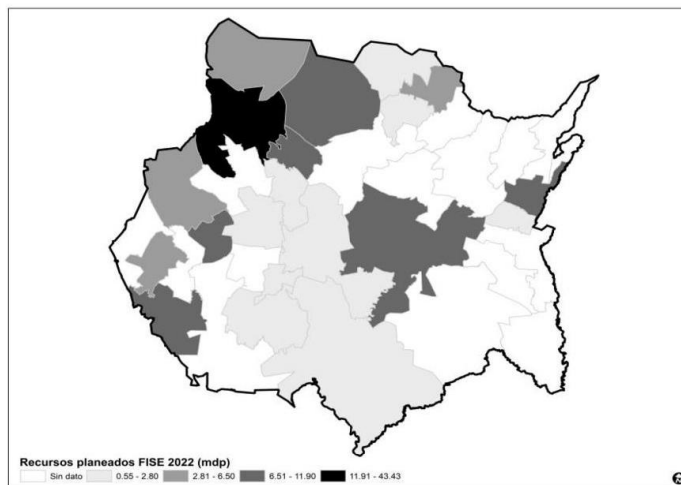 Recursos planeados FISE 2022 (mdp)
Sin dato 0.55 - 2.80 2.81 - 6.50 6.51 - 11.90 11.91 - 43.43